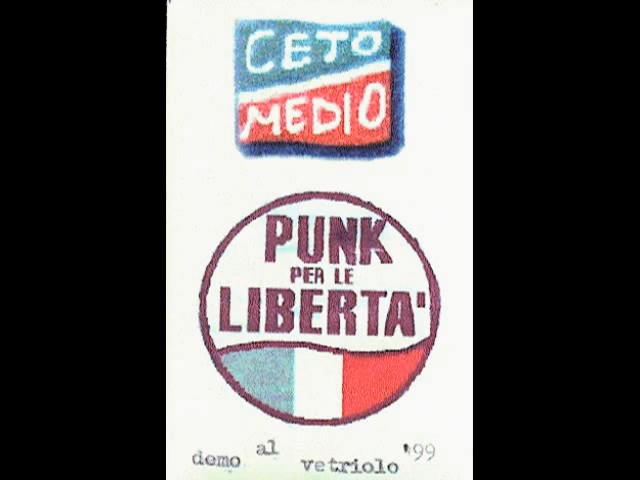 CETO
MEDIO
PUNK
PER LE
LIBERTA'
demo al vetriolo '99